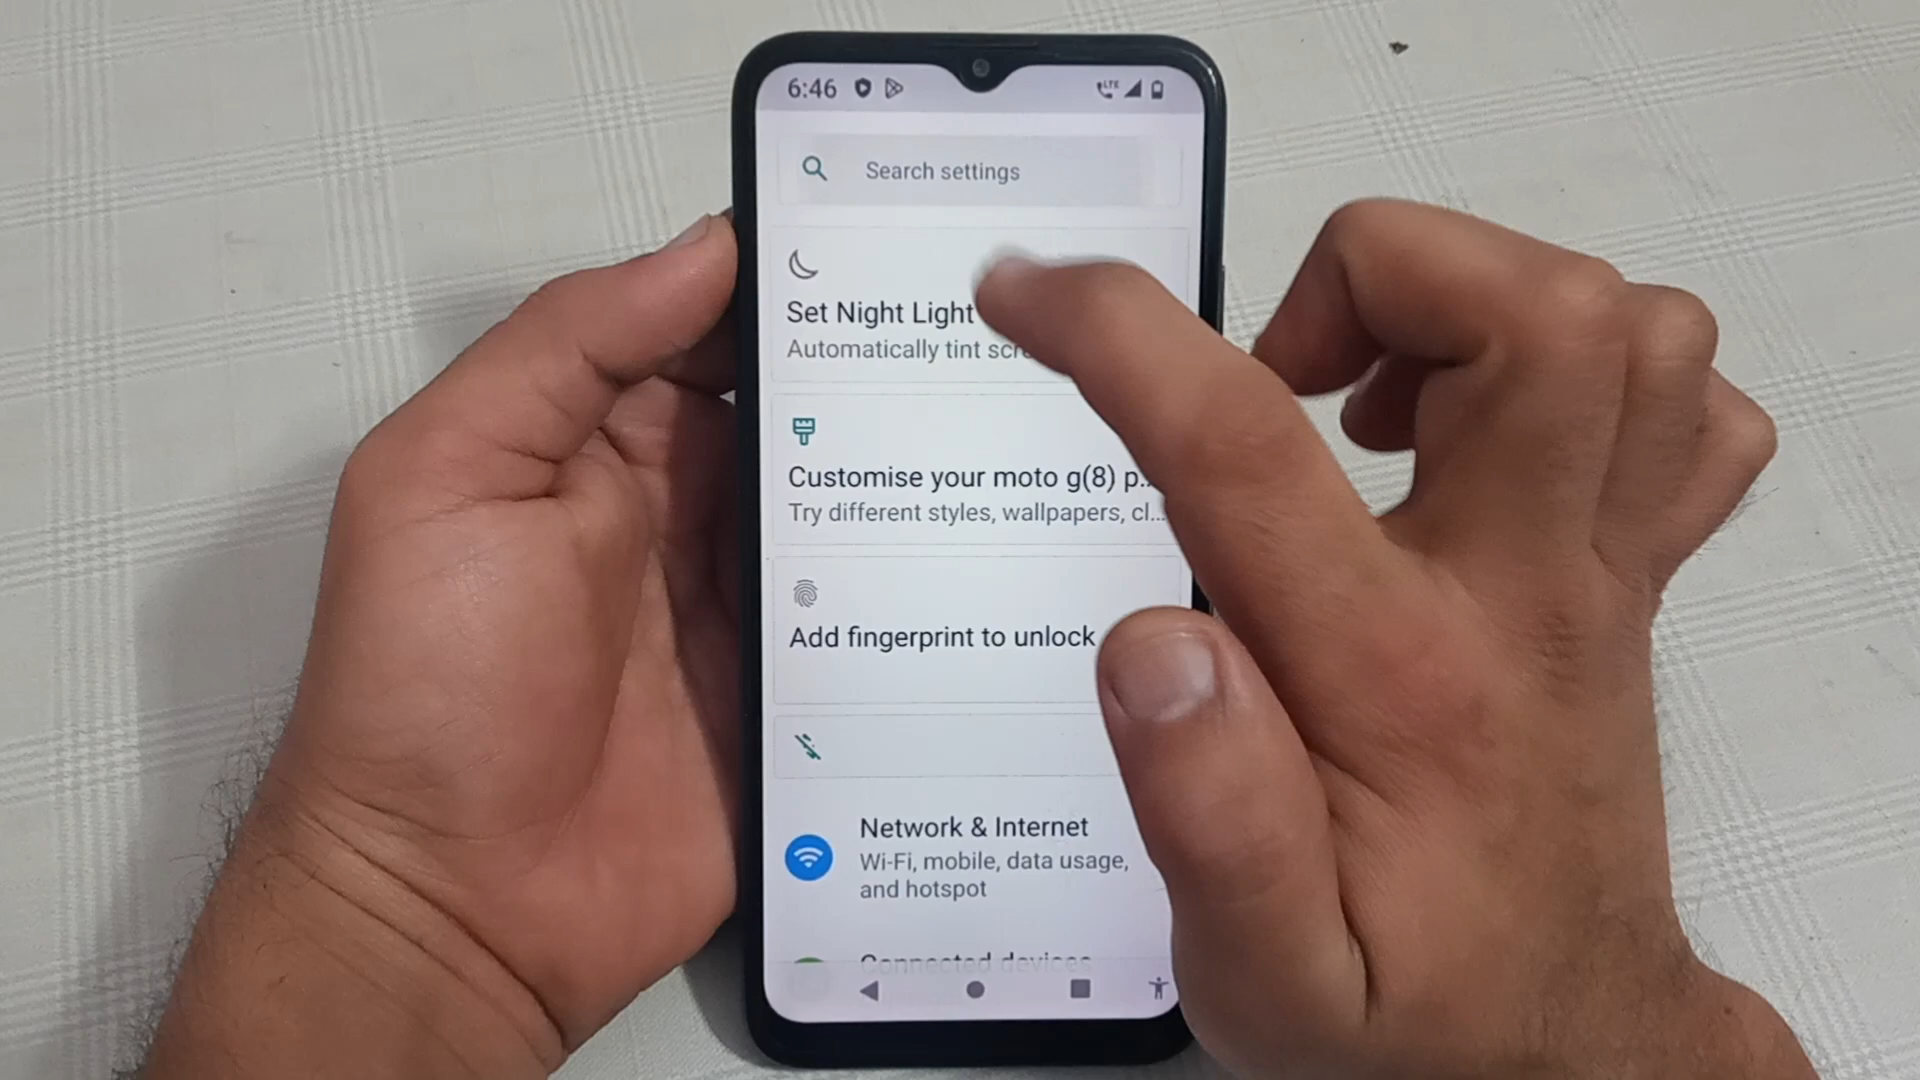 6:46
LTE
Search settings
Set Night Light
Automatically tint scre
Customise your moto g(8) p...
Try different styles, wallpapers, cl...
Add fingerprint to unlock
Network & Internet
Wi-Fi, mobile, data usage,
and hotspot
Connected devices